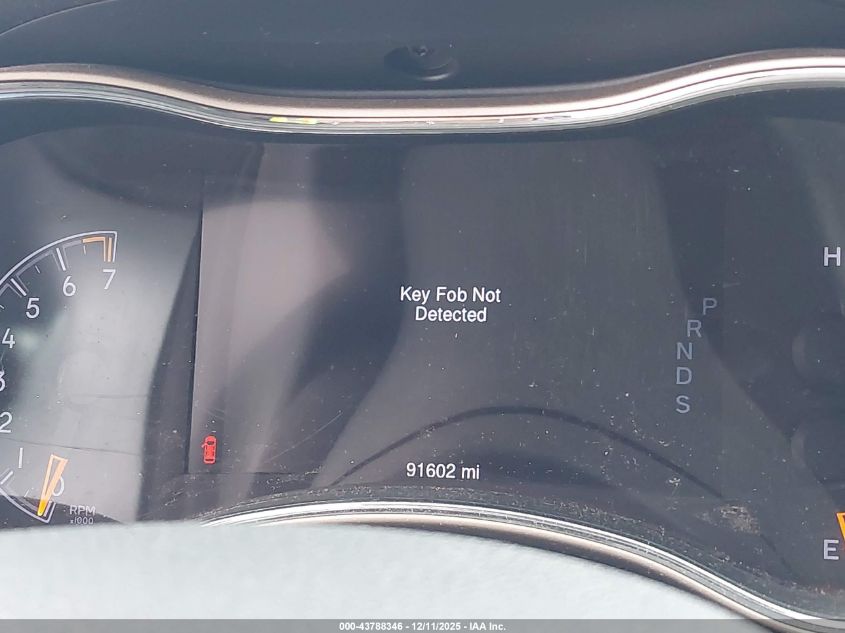 Key Fob Not
Detected
7
6
5
4
3
2
1
0
RPM
x1000
P
R
N
D
S
H
E
91602 mi
000-43788346 - 12/11/2025 - IAA Inc.